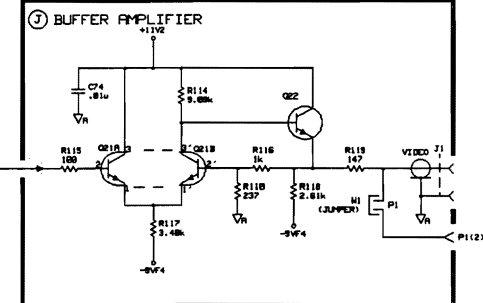 J BUFFER AMPLIFIER
+11V2
C74
.01u
A
R114
9.09k
Q22
R115
100
2
Q21A
3
1
3'
Q21B
2'
1'
R116
1k
R119
147
VIDEO
J1
R117
3.48k
-9VF4
R118
237
A
R118
2.61k
-9VF4
W1
(JUMPER)
P1
A
P1(2)